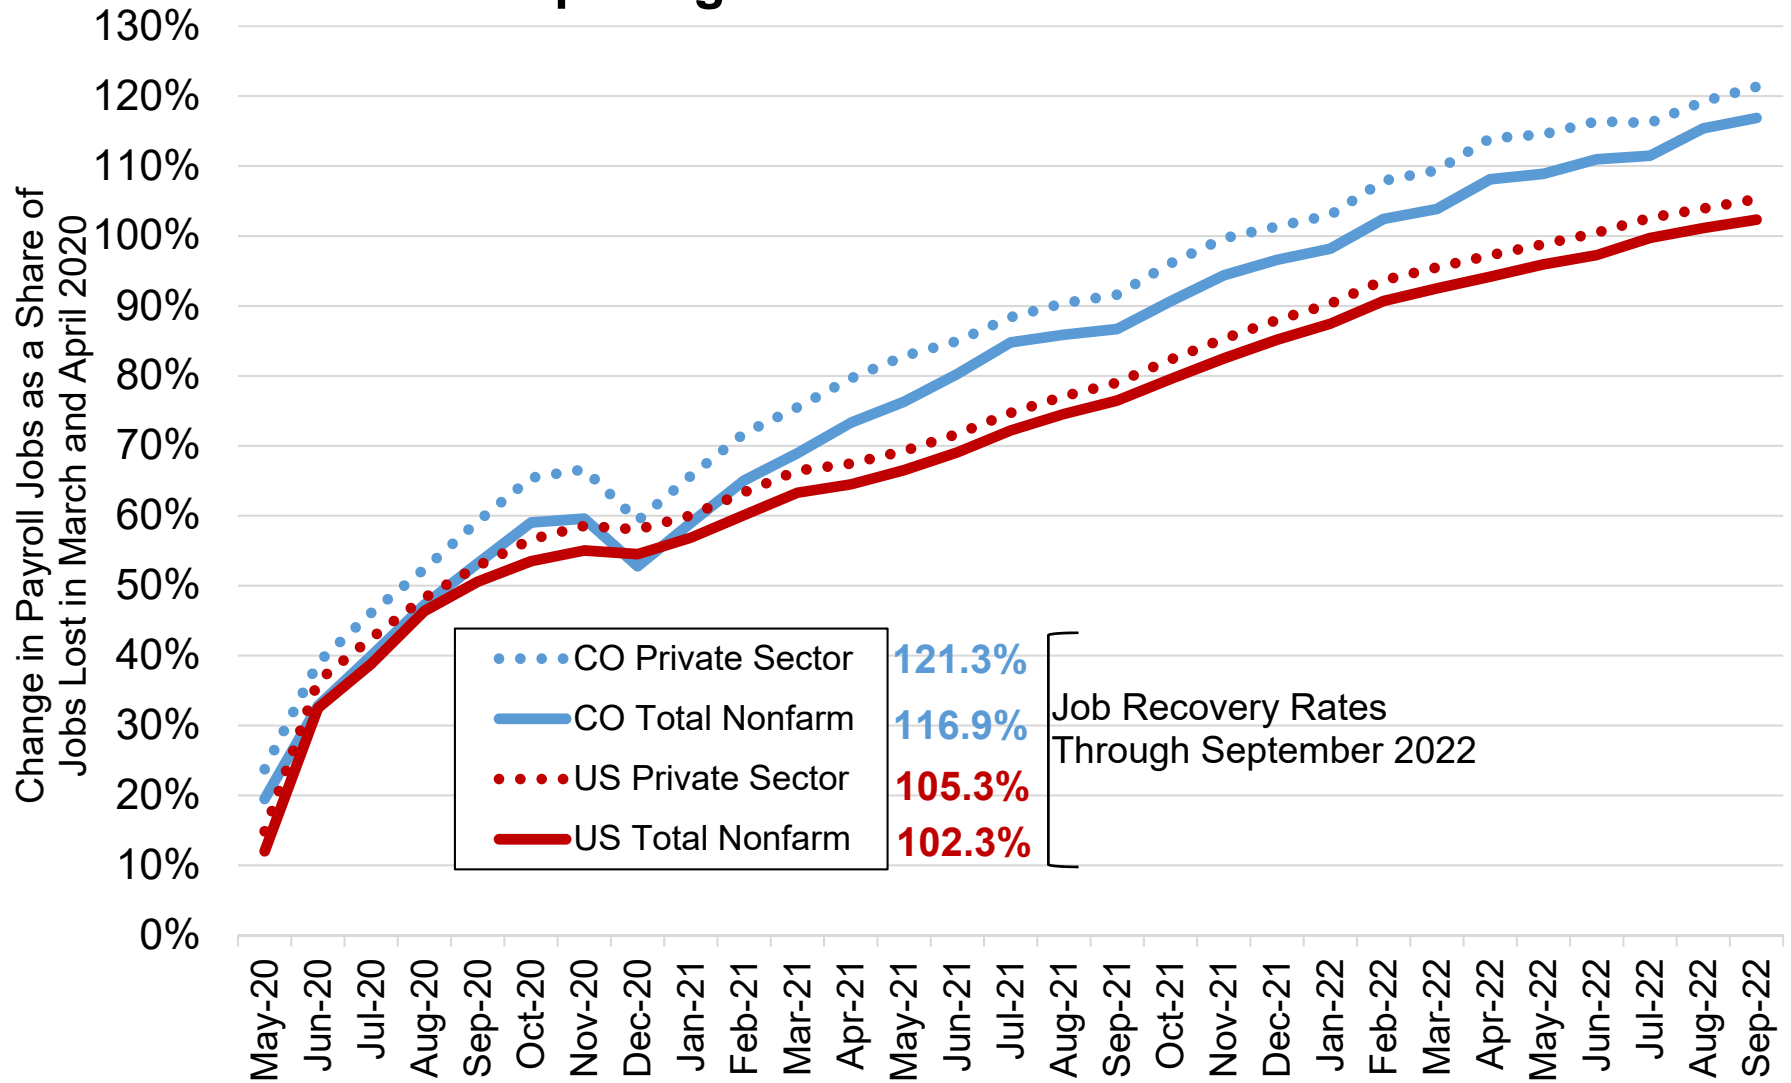 130%
120%
110%
100%
90%
80%
70%
60%
50%
40%
30%
20%
10%
0%
Change in Payroll Jobs as a Share of
Jobs Lost in March and April 2020
CO Private Sector 121.3%
CO Total Nonfarm 116.9%
US Private Sector 105.3%
US Total Nonfarm 102.3%
Job Recovery Rates
Through September 2022
May-20
Jun-20
Jul-20
Aug-20
Sep-20
Oct-20
Nov-20
Dec-20
Jan-21
Feb-21
Mar-21
Apr-21
May-21
Jun-21
Jul-21
Aug-21
Sep-21
Oct-21
Nov-21
Dec-21
Jan-22
Feb-22
Mar-22
Apr-22
May-22
Jun-22
Jul-22
Aug-22
Sep-22